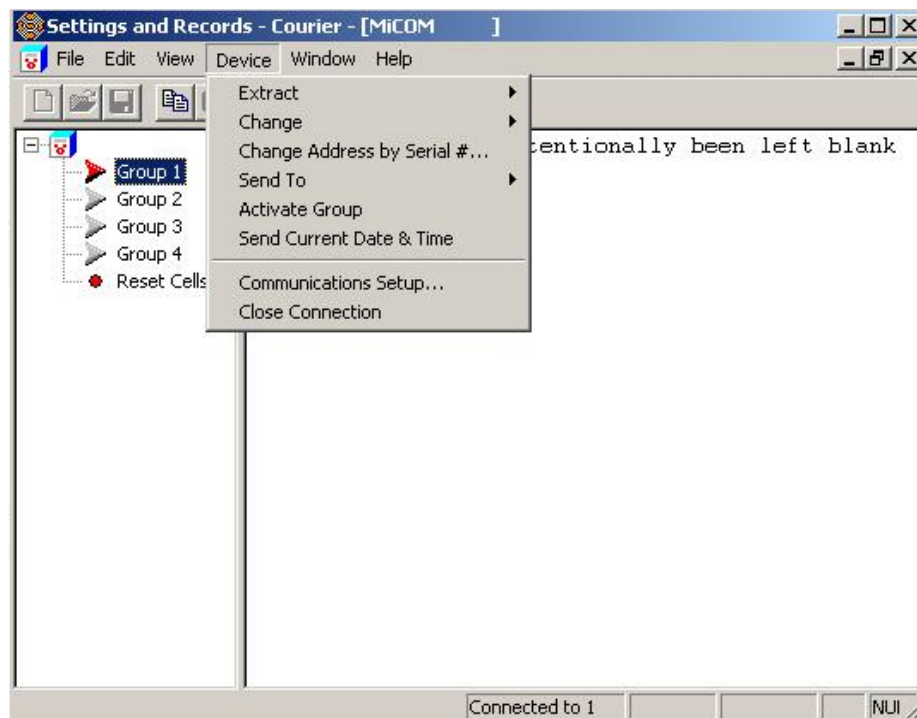 Settings and Records - Courier - [MiCOM ]
File Edit View Device Window Help
Extract
Change
Change Address by Serial #...
Send To
Activate Group
Send Current Date & Time
Communications Setup...
Close Connection
Group 1
Group 2
Group 3
Group 4
Reset Cells
tentionally been left blank
Connected to 1
NUI